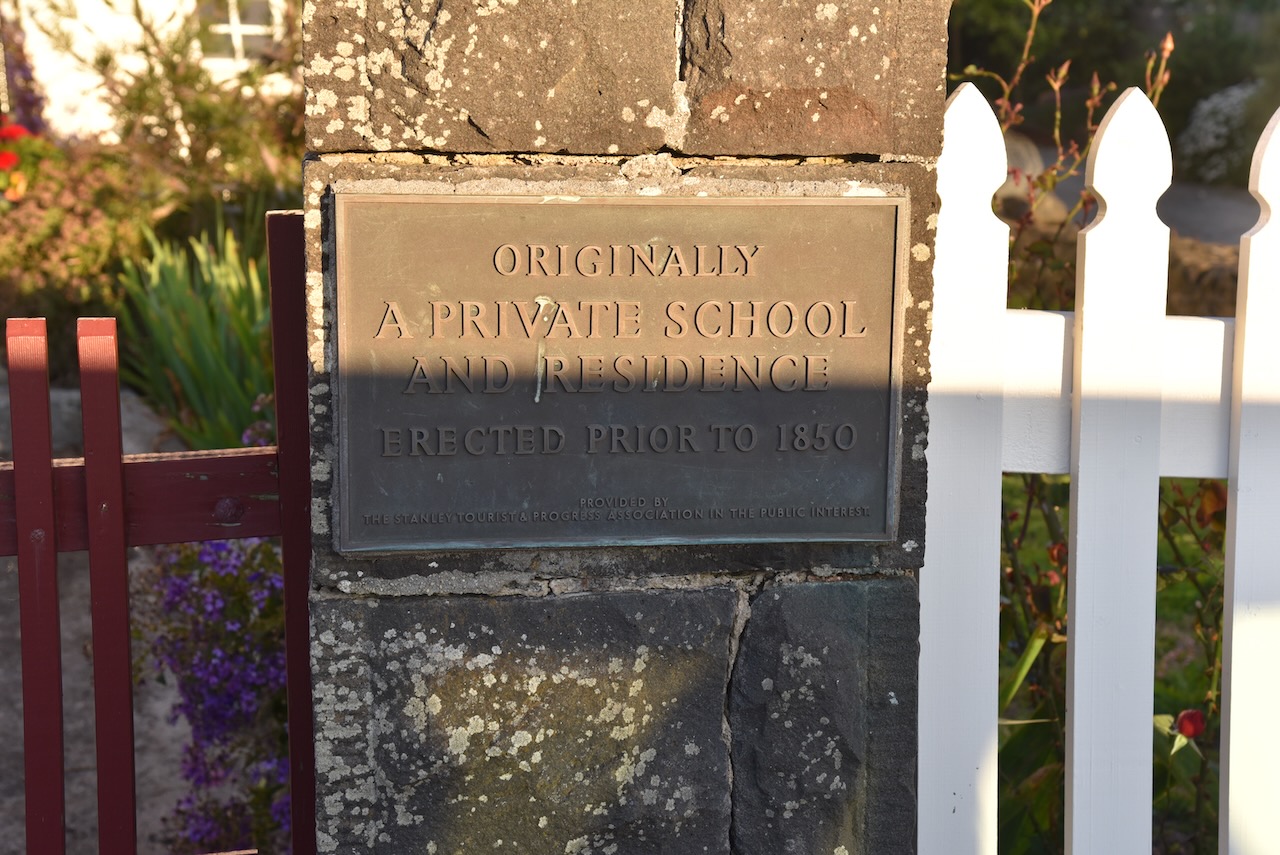 ORIGINALLY
A PRIVATE SCHOOL
AND RESIDENCE
ERECTED PRIOR TO 1850
PROVIDED BY
THE STANLEY TOURIST & PROGRESS ASSOCIATION IN THE PUBLIC INTEREST.